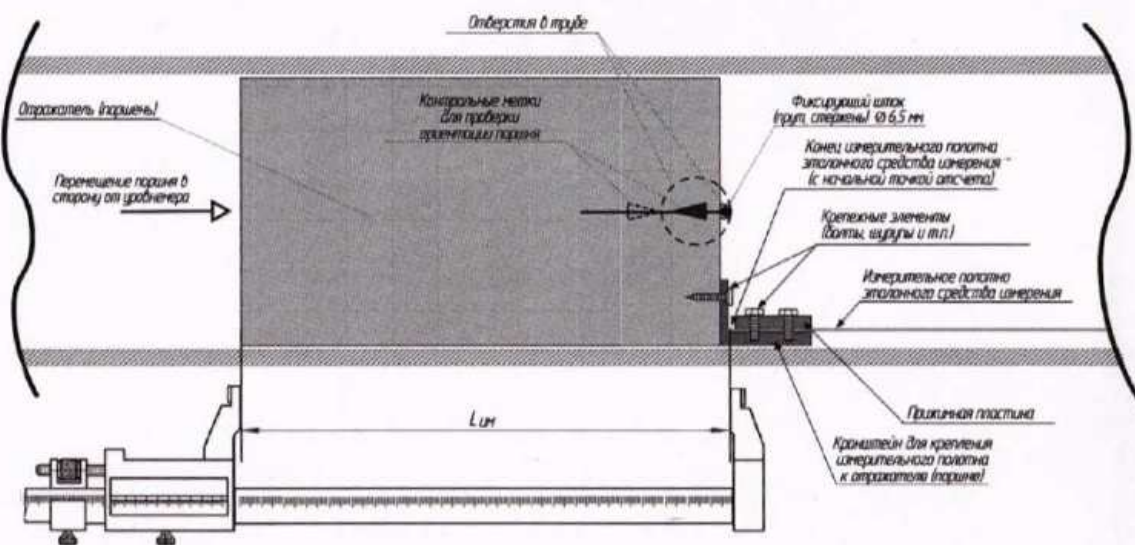 Отверстия в трубе
Отражатель (поршень)
Контрольные метки
для проверки
ориентации поршня
Фиксирующий шток
(прут, стержень) Ø 6,5 мм
Конец измерительного полотна
эталонного средства измерения
(с начальной точкой отсчета)
Перемещение поршня в
сторону от уровнемера
Крепежные элементы
(болты, шурупы и т.п.)
Измерительное полотно
эталонного средства измерения
Lим
Прижимная пластина
Кронштейн для крепления
измерительного полотна
к отражателя (поршню)